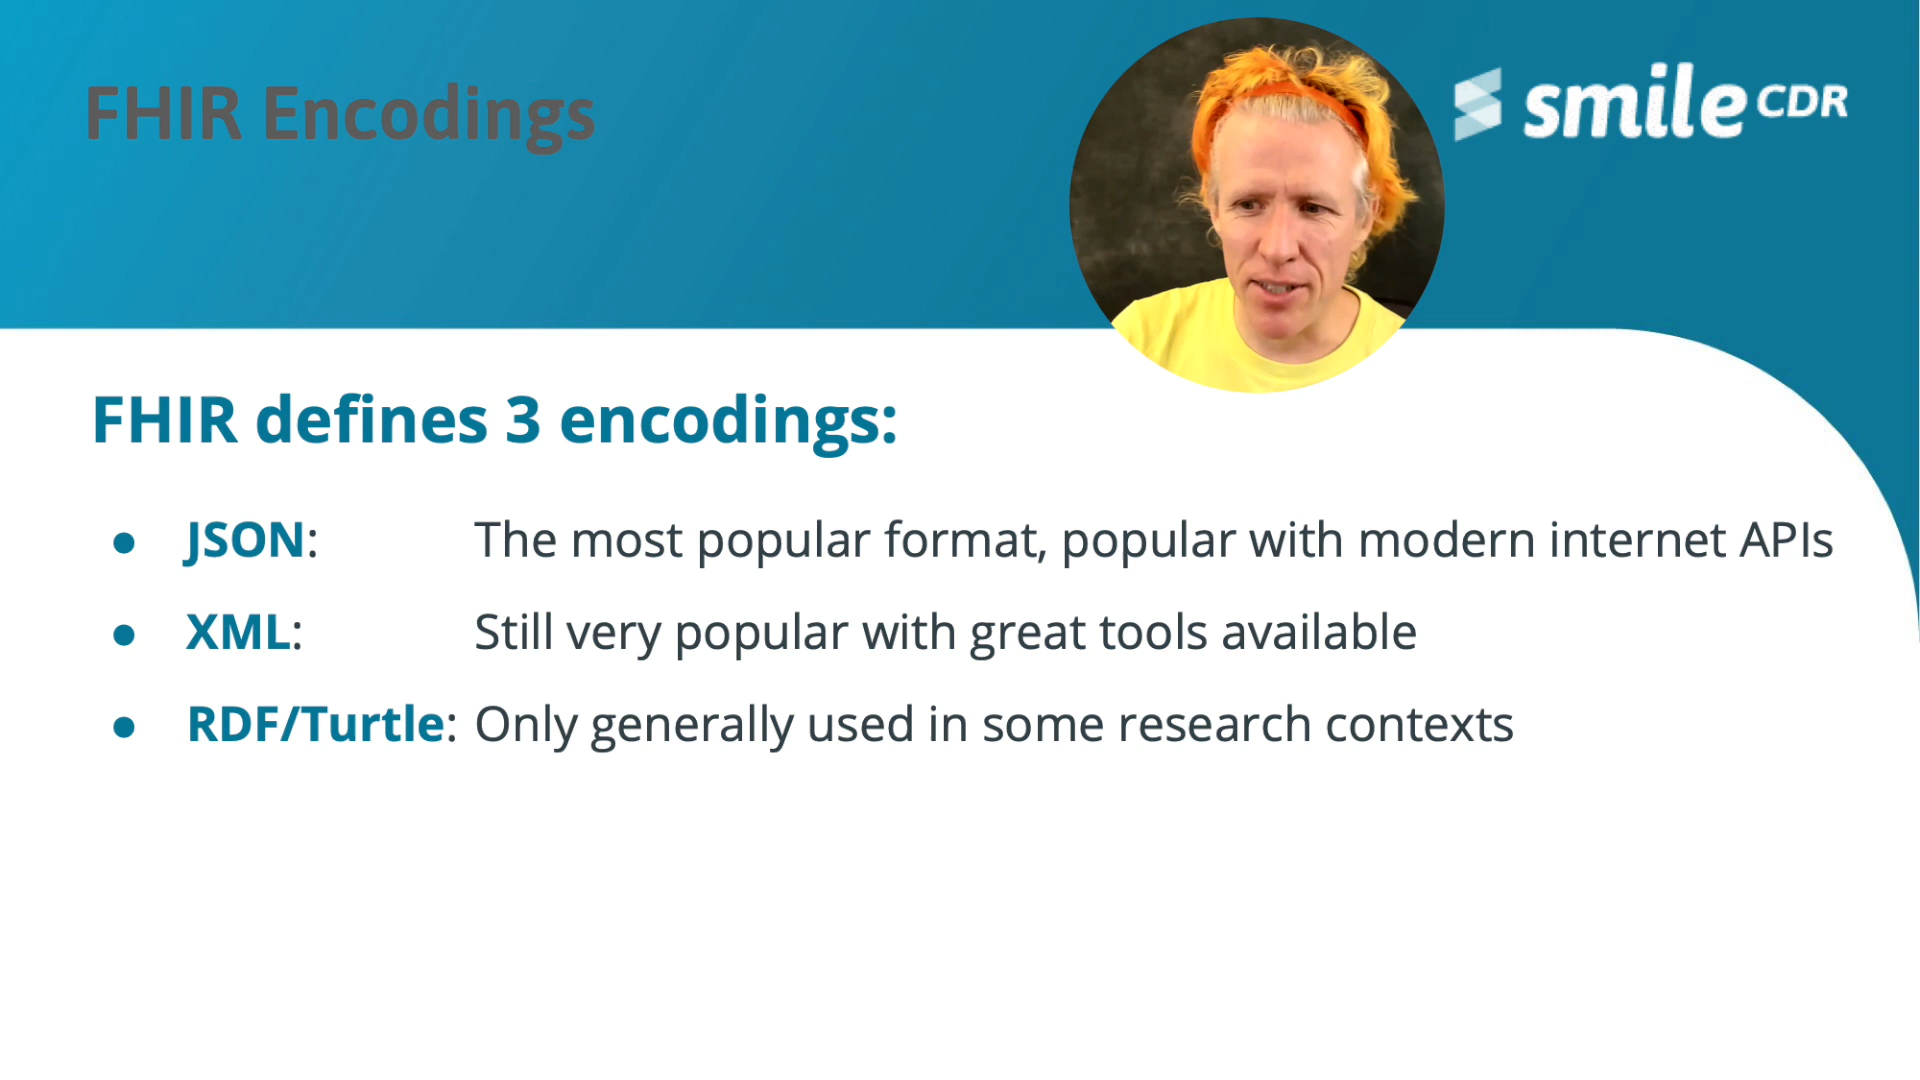 FHIR Encodings
smile CDR
FHIR defines 3 encodings:
● JSON: The most popular format, popular with modern internet APIs
● XML: Still very popular with great tools available
● RDF/Turtle: Only generally used in some research contexts